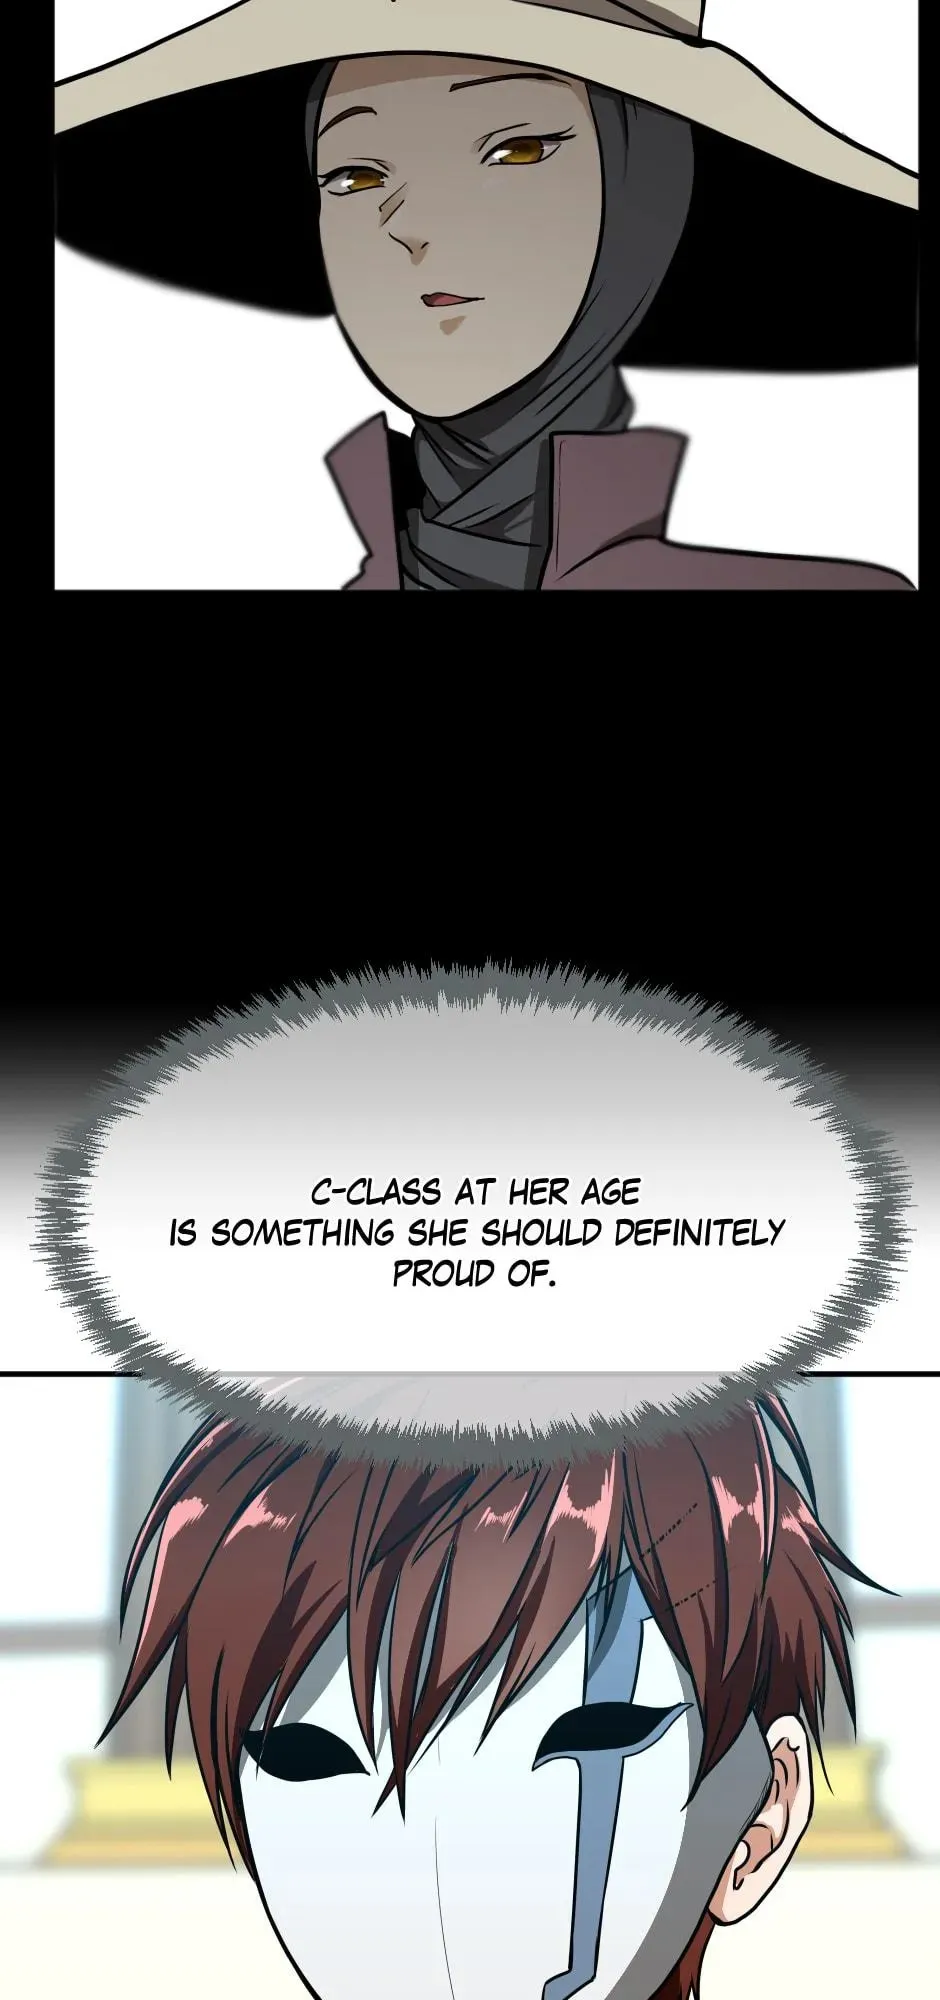 C-CLASS AT HER AGE
IS SOMETHING SHE SHOULD DEFINITELY
PROUD OF.